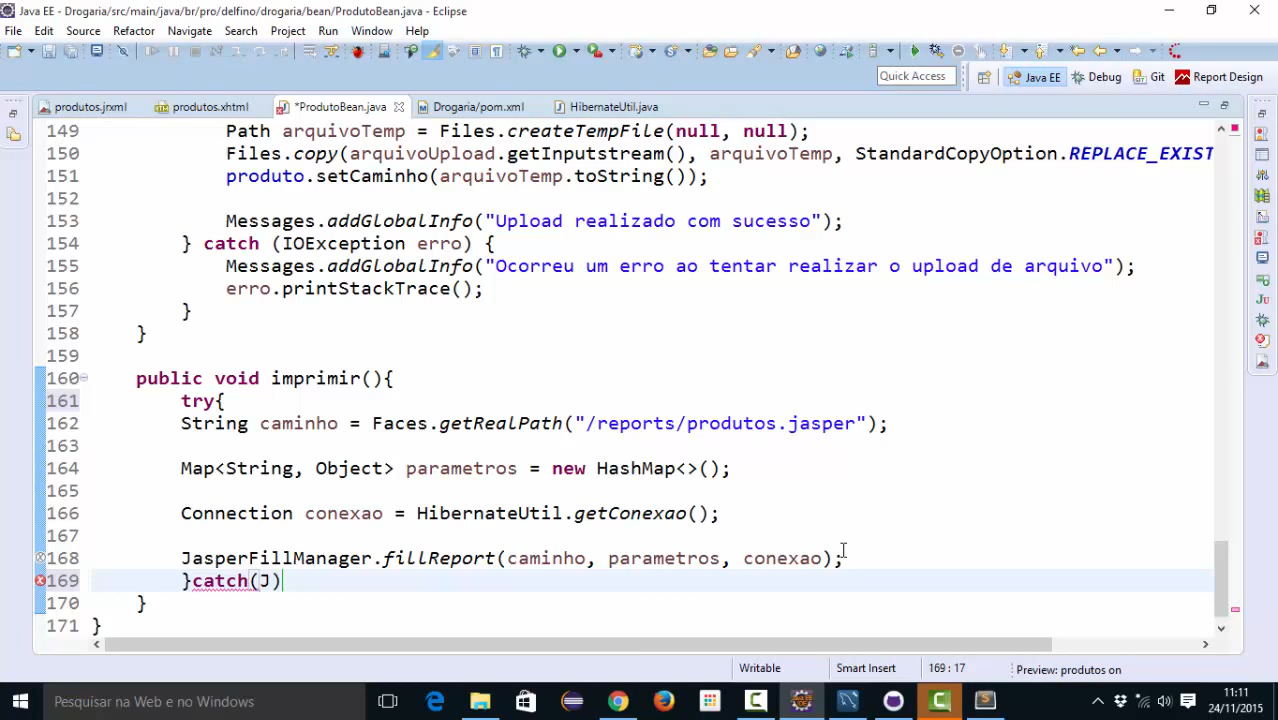 Java EE - Drogaria/src/main/java/br/pro/delfino/drogaria/bean/ProdutoBean.java - Eclipse
File Edit Source Refactor Navigate Search Project Run Window Help
Quick Access
Java EE Debug Git Report Design
produtos.jrxml produtos.xhtml *ProdutoBean.java Drogaria/pom.xml HibernateUtil.java
149 Path arquivoTemp = Files.createTempFile(null, null);
150 Files.copy(arquivoUpload.getInputstream(), arquivoTemp, StandardCopyOption.REPLACE_EXIST
151 produto.setCaminho(arquivoTemp.toString());
152
153 Messages.addGlobalInfo("Upload realizado com sucesso");
154 } catch (IOException erro) {
155 Messages.addGlobalInfo("Ocorreu um erro ao tentar realizar o upload de arquivo");
156 erro.printStackTrace();
157 }
158 }
159
160 public void imprimir(){
161 try{
162 String caminho = Faces.getRealPath("/reports/produtos.jasper");
163
164 Map<String, Object> parametros = new HashMap<>();
165
166 Connection conexao = HibernateUtil.getConexao();
167
168 JasperFillManager.fillReport(caminho, parametros, conexao);
169 }catch(J)
170 }
171 }
Writable Smart Insert 169 : 17 Preview: produtos on
Pesquisar na Web e no Windows
11:11
24/11/2015